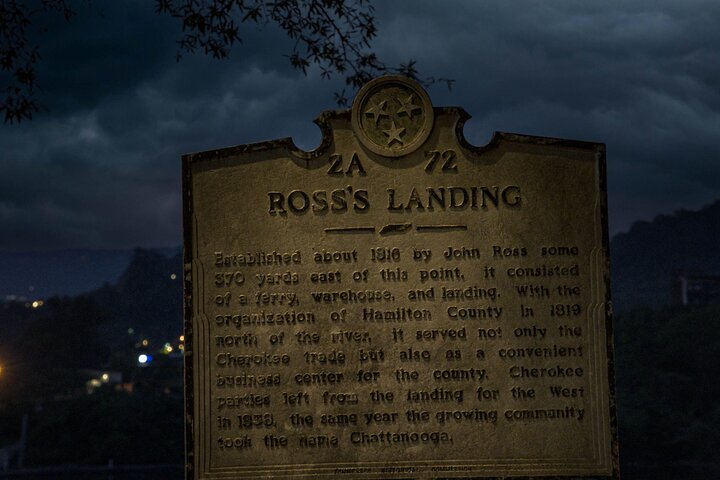 2A 72
ROSS'S LANDING
Established about 1816 by John Ross some
370 yards east of this point, it consisted
of a ferry, warehouse, and landing. With the
organization of Hamilton County in 1819
north of the river, it served not only the
Cherokee trade but also as a convenient
business center for the county. Cherokee
parties left from the landing for the West
in 1838, the same year the growing community
took the name Chattanooga.
TENNESSEE HISTORICAL COMMISSION